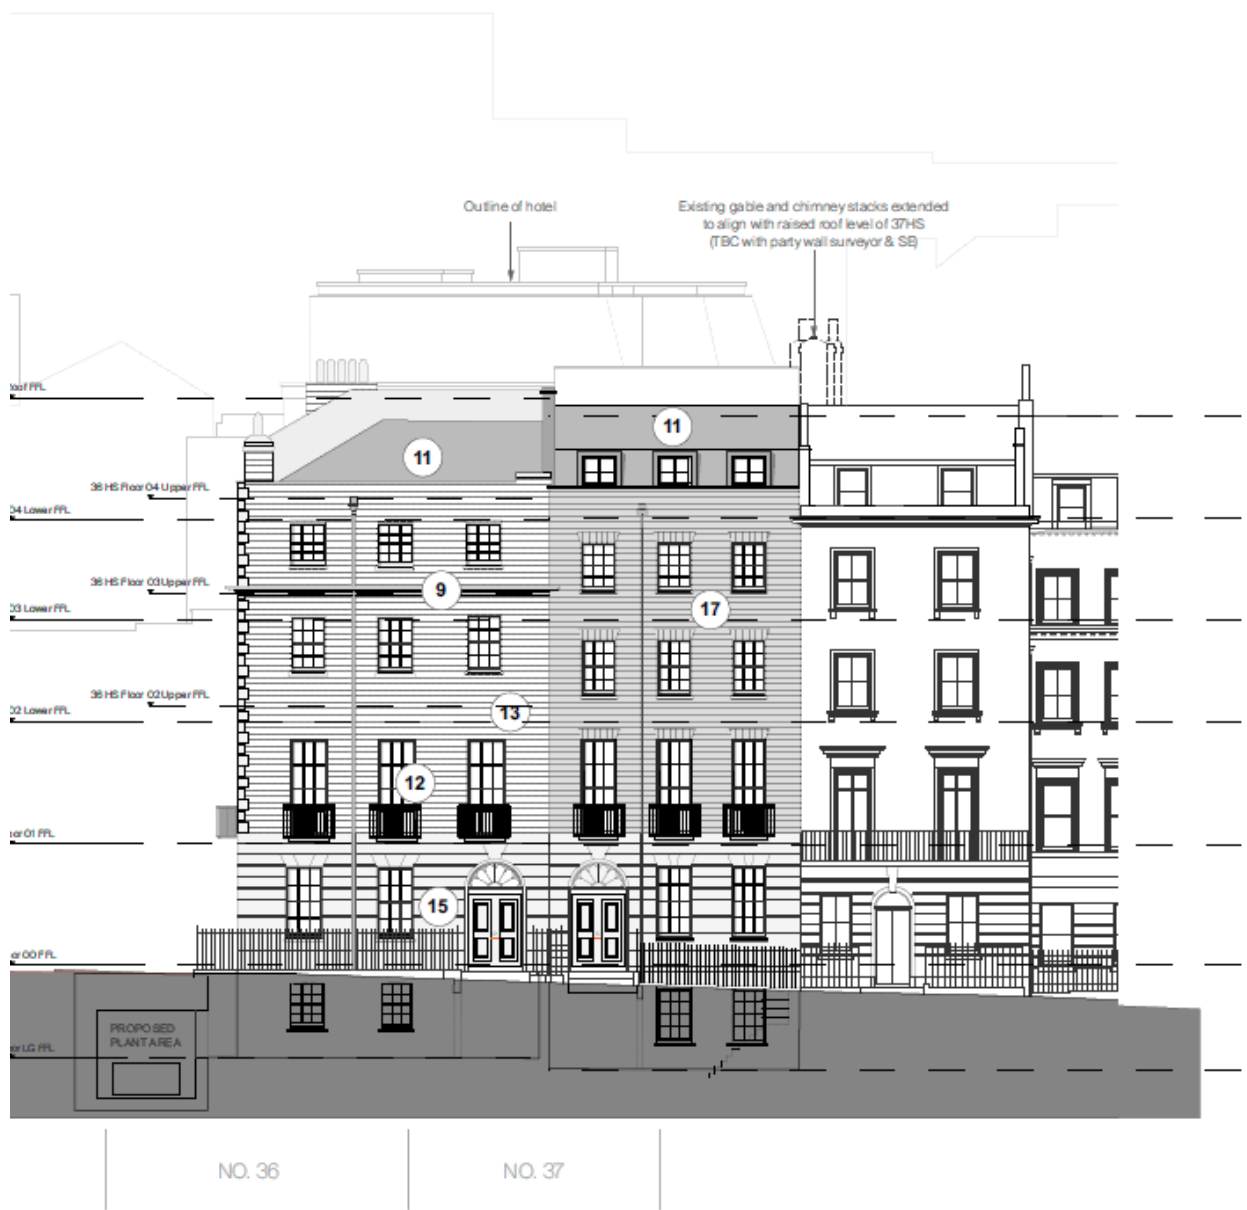 Outline of hotel
Existing gable and chimney stacks extended
to align with raised roof level of 37HS
(TBC with party wall surveyor & SE)
oof FFL
11
11
36 HS Floor 04 Upper FFL
04 Lower FFL
36 HS Floor 03 Upper FFL
9
03 Lower FFL
17
36 HS Floor 02 Upper FFL
02 Lower FFL
13
12
or 01 FFL
15
or 00 FFL
PROPOSED
PLANT AREA
or LG FFL
NO. 36
NO. 37